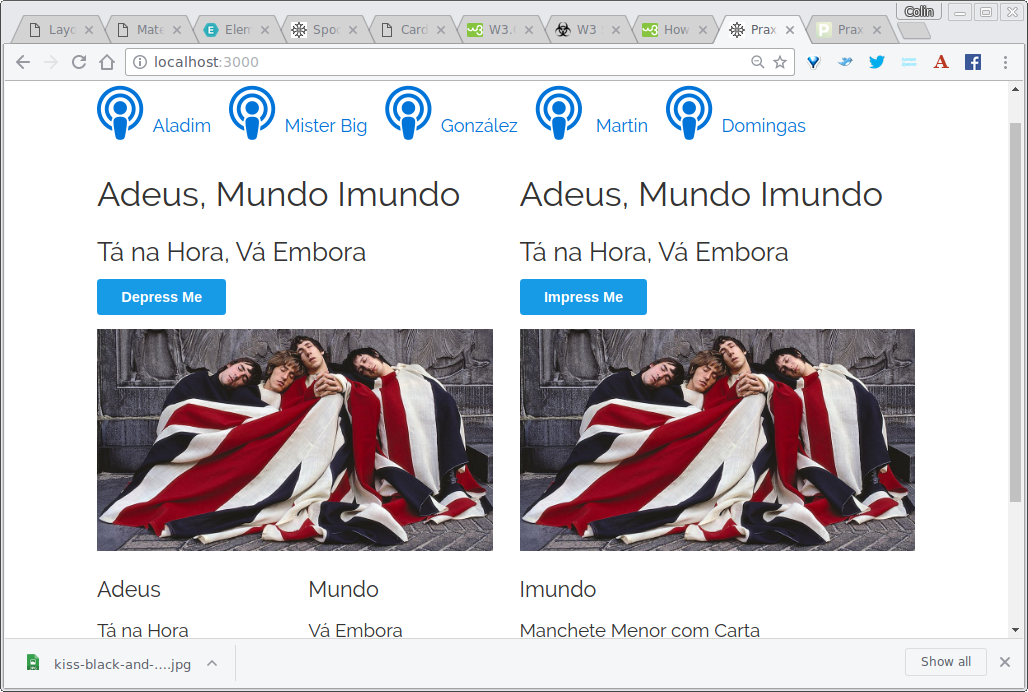 Colin
Layo
Mate
Elem
Spoo
Card
W3.
W3
How
Prax
Prax
localhost:3000
Aladim Mister Big González Martin Domingas
Adeus, Mundo Imundo Adeus, Mundo Imundo
Tá na Hora, Vá Embora Tá na Hora, Vá Embora
Depress Me Impress Me
Adeus Mundo Imundo
Tá na Hora Vá Embora Manchete Menor com Carta
kiss-black-and-....jpg Show all